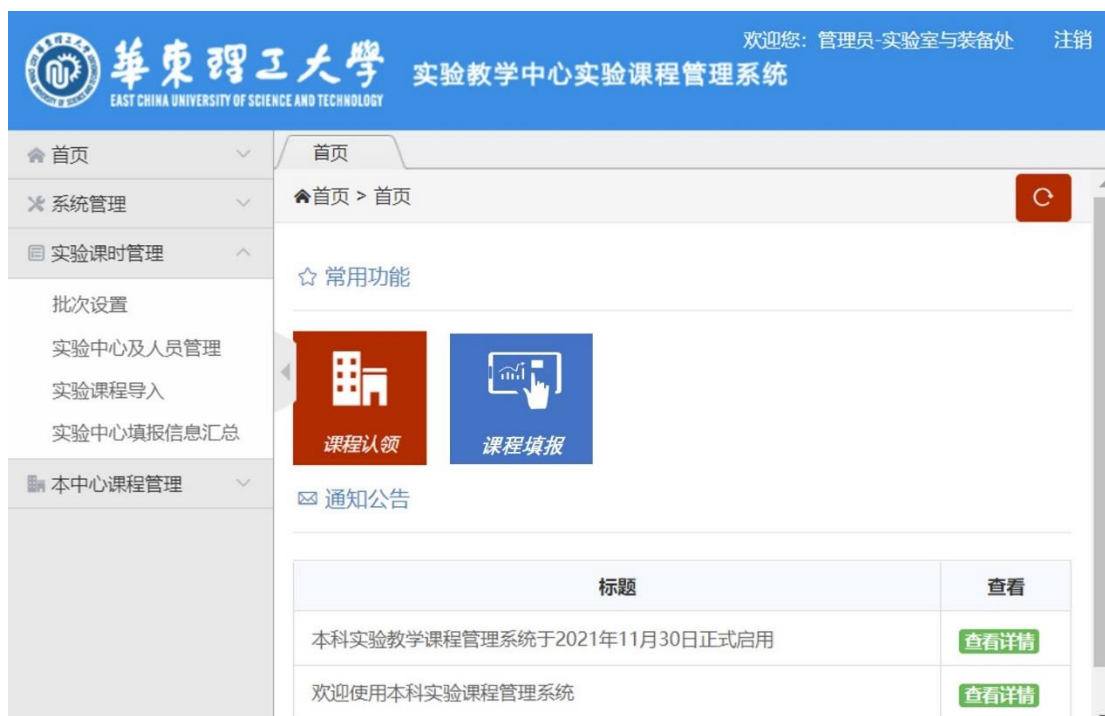 欢迎您：管理员-实验室与装备处 注销
華東理工大學 实验教学中心实验课程管理系统
EAST CHINA UNIVERSITY OF SCIENCE AND TECHNOLOGY
首页
系统管理
实验课时管理
批次设置
实验中心及人员管理
实验课程导入
实验中心填报信息汇总
本中心课程管理
首页
首页 > 首页
常用功能
课程认领 课程填报
通知公告
标题 查看
本科实验教学课程管理系统于2021年11月30日正式启用 查看详情
欢迎使用本科实验课程管理系统 查看详情